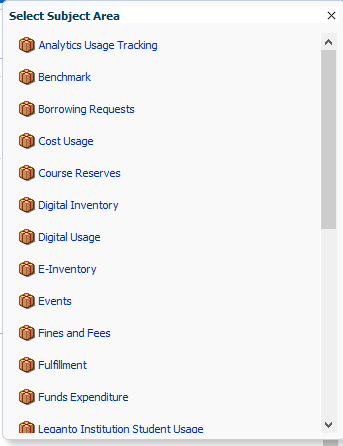 Select Subject Area
Analytics Usage Tracking
Benchmark
Borrowing Requests
Cost Usage
Course Reserves
Digital Inventory
Digital Usage
E-Inventory
Events
Fines and Fees
Fulfillment
Funds Expenditure
Leganto Institution Student Usage